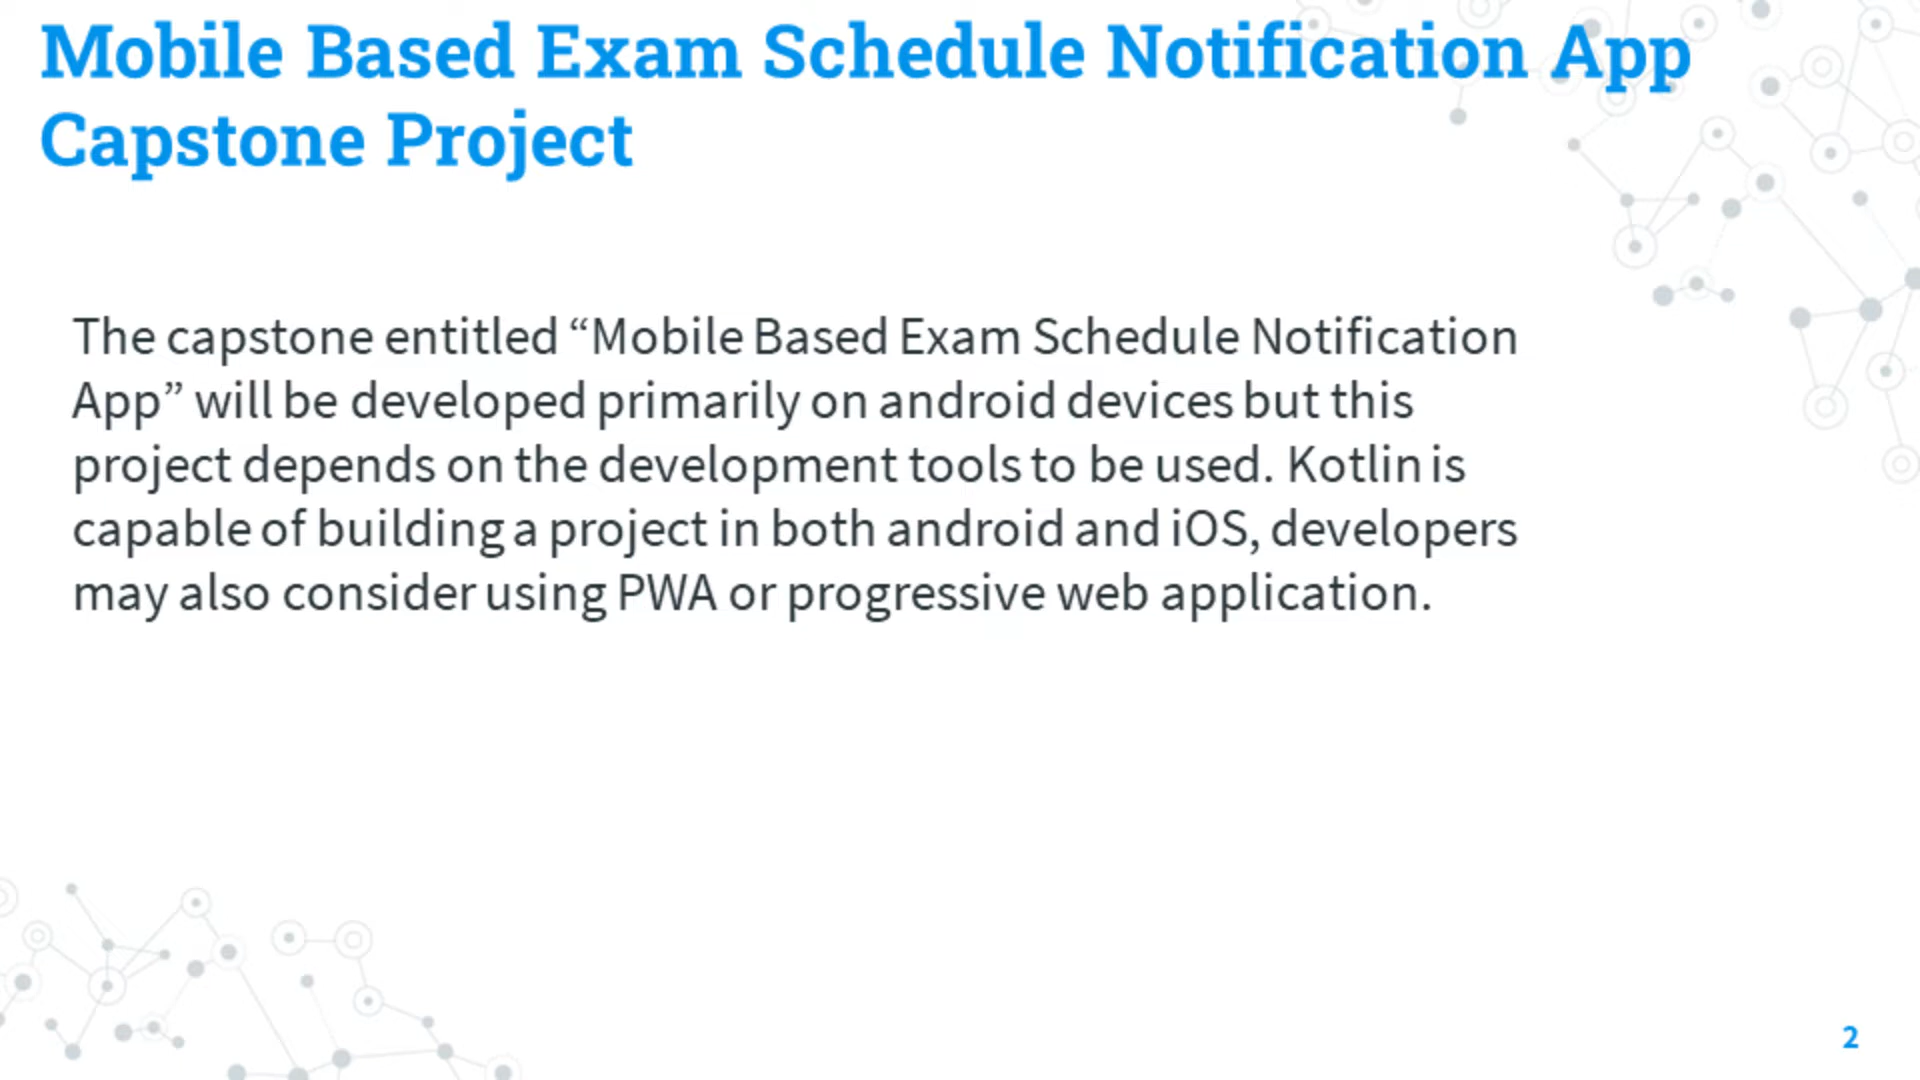 Mobile Based Exam Schedule Notification App
Capstone Project
The capstone entitled “Mobile Based Exam Schedule Notification
App” will be developed primarily on android devices but this
project depends on the development tools to be used. Kotlin is
capable of building a project in both android and iOS, developers
may also consider using PWA or progressive web application.
2